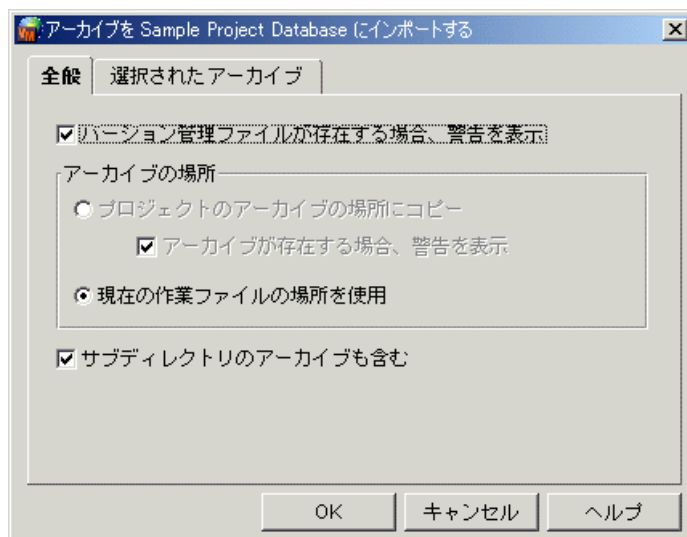 アーカイブを Sample Project Database にインポートする
全般
選択されたアーカイブ
バージョン管理ファイルが存在する場合、警告を表示
アーカイブの場所
プロジェクトのアーカイブの場所にコピー
アーカイブが存在する場合、警告を表示
現在の作業ファイルの場所を使用
サブディレクトリのアーカイブも含む
OK
キャンセル
ヘルプ